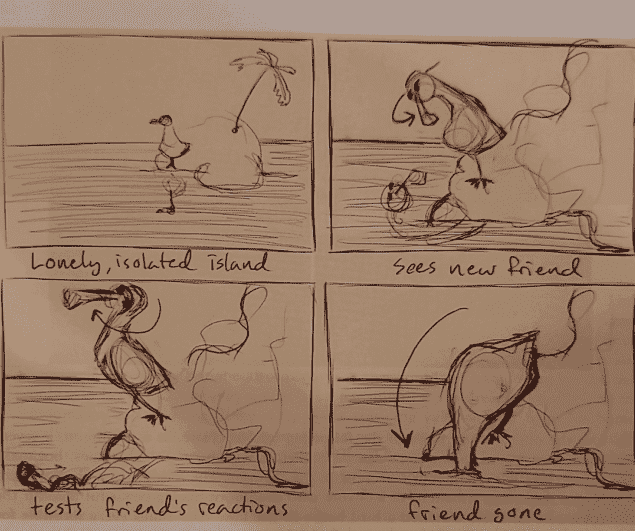 Lonely, isolated island
Sees new friend
tests friend's reactions
friend gone